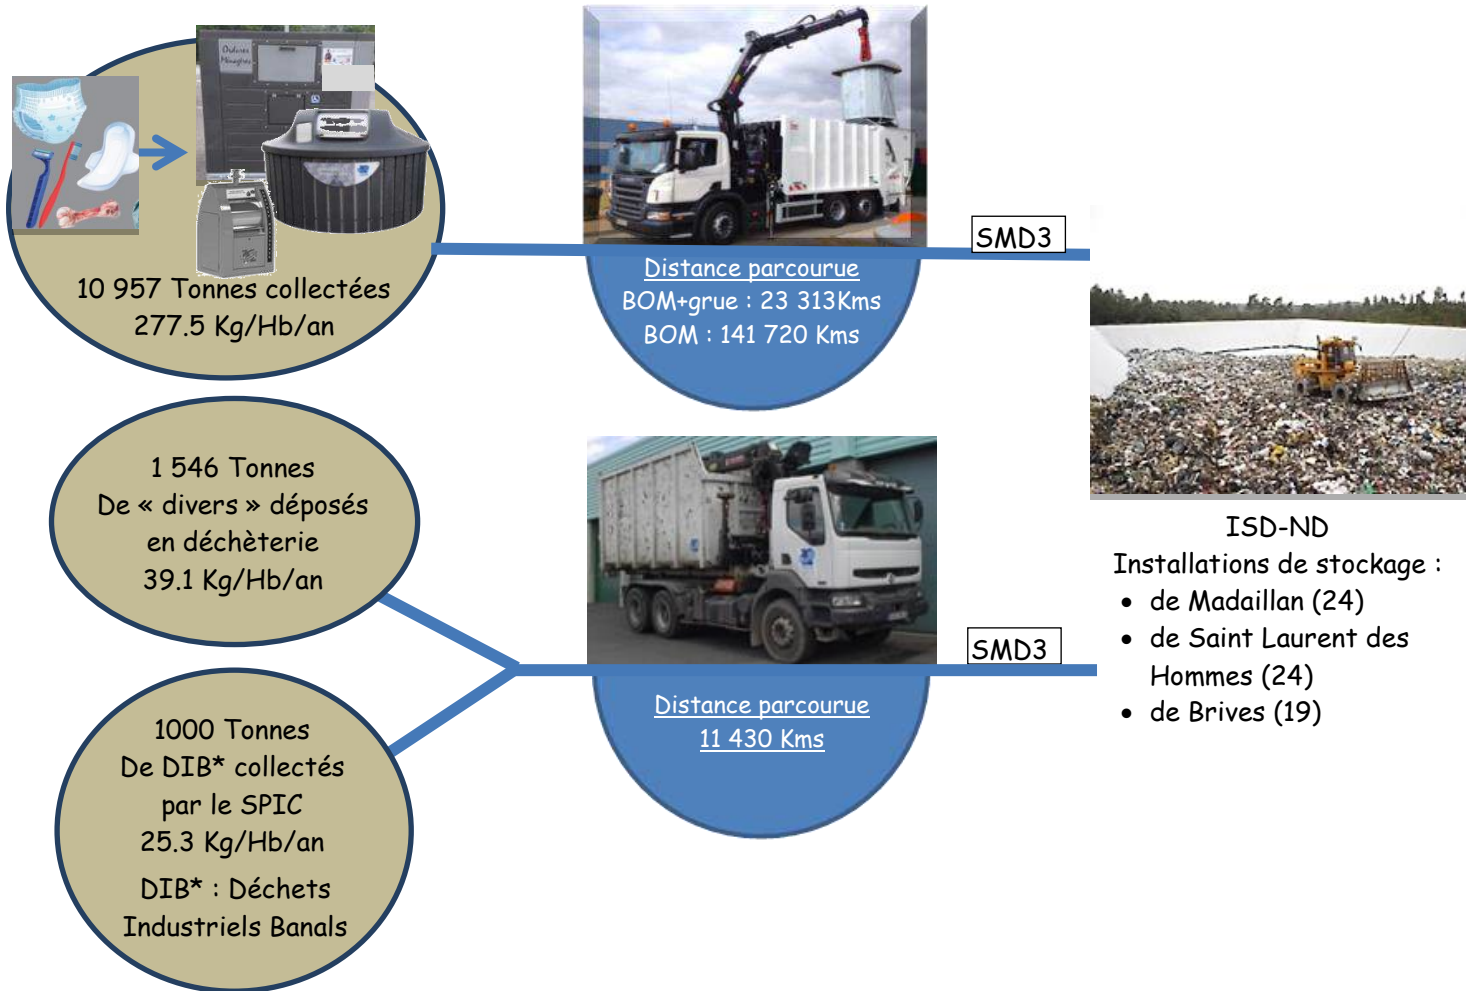 Ordures
Ménagères
10 957 Tonnes collectées
277.5 Kg/Hb/an
Distance parcourue
BOM+grue : 23 313Kms
BOM : 141 720 Kms
SMD3
1 546 Tonnes
De « divers » déposés
en déchèterie
39.1 Kg/Hb/an
1000 Tonnes
De DIB* collectés
par le SPIC
25.3 Kg/Hb/an
DIB* : Déchets
Industriels Banals
Distance parcourue
11 430 Kms
SMD3
ISD-ND
Installations de stockage :
• de Madaillan (24)
• de Saint Laurent des
Hommes (24)
• de Brives (19)